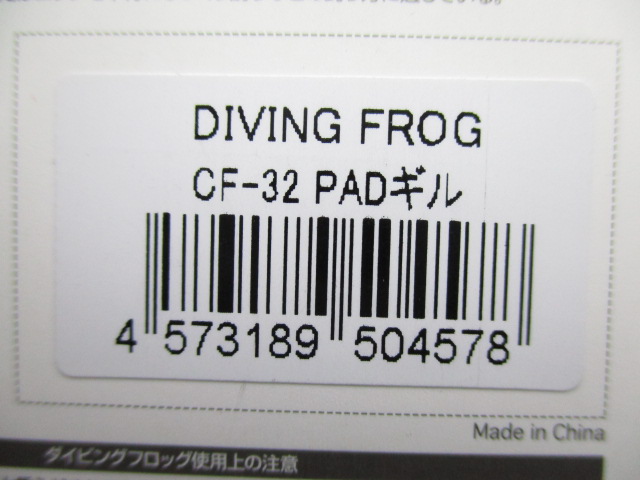 DIVING FROG
CF-32 PADギル
4 573189 504578
Made in China
ダイビングフロッグ使用上の注意